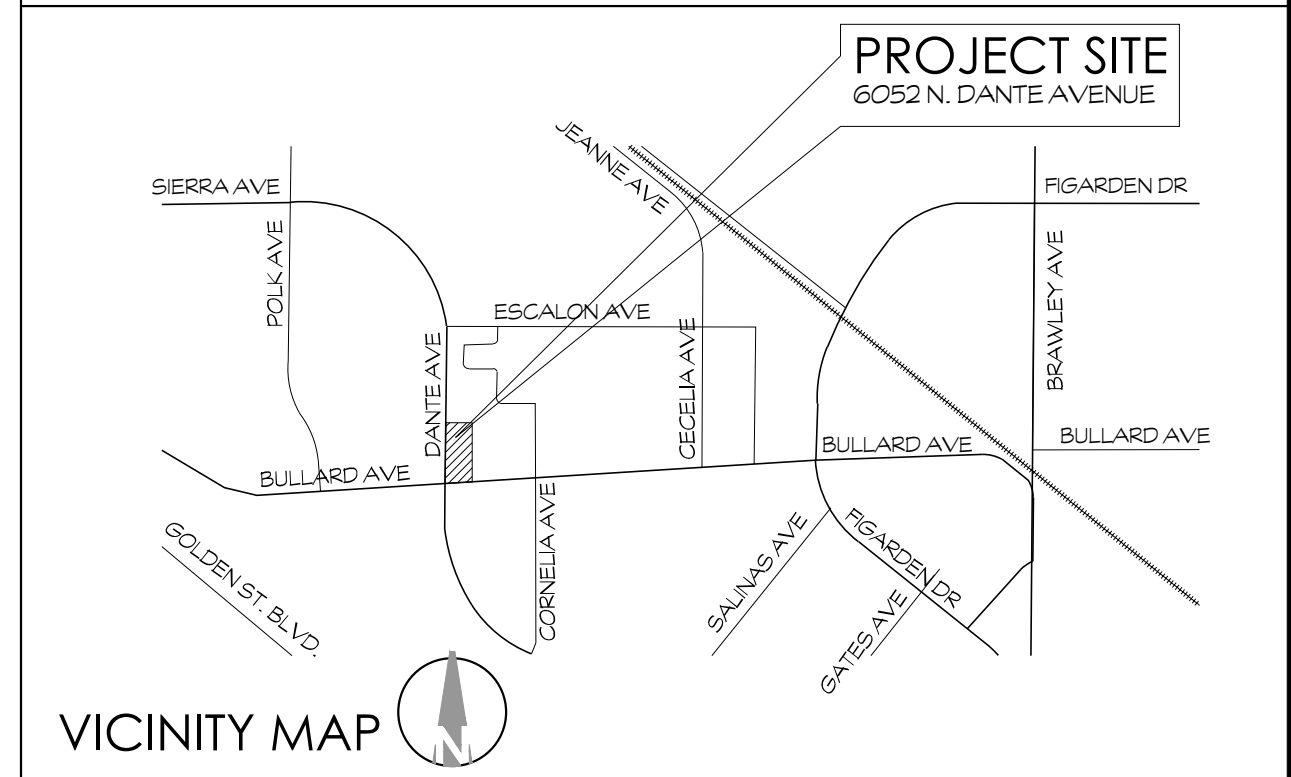 PROJECT SITE
6052 N. DANTE AVENUE
JEANNE AVE
SIERRA AVE
FIGARDEN DR
POLK AVE
BRAWLEY AVE
ESCALON AVE
DANTE AVE
CECELIA AVE
BULLARD AVE
BULLARD AVE
BULLARD AVE
CORNELIA AVE
GOLDEN ST. BLVD.
SALINAS AVE
FIGARDEN DR
GATES AVE
VICINITY MAP
N